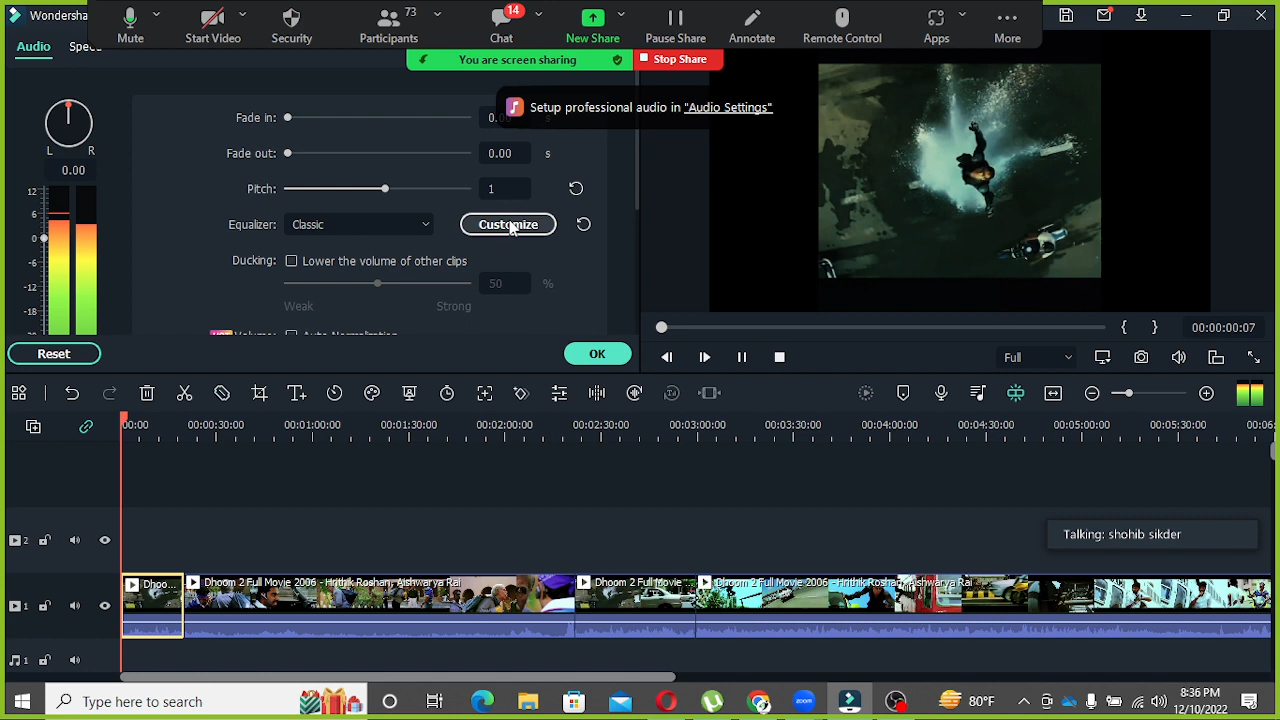 Wondersha
Mute
Start Video
Security
73
Participants
14
Chat
New Share
Pause Share
Annotate
Remote Control
Apps
More
You are screen sharing
Stop Share
Audio
Setup professional audio in "Audio Settings"
Fade in:
s
Fade out: 0.00 s
Pitch: 1
Equalizer: Classic Customize
Ducking: Lower the volume of other clips
50 %
Weak Strong
L R
0.00
12
6
0
-6
-12
-18
Reset
OK
00:00:00:07
Full
00:00
00:00:30:00
00:01:00:00
00:01:30:00
00:02:00:00
00:02:30:00
00:03:00:00
00:03:30:00
00:04:00:00
00:04:30:00
00:05:00:00
00:05:30:00
2
Talking: shohib sikder
1
Dhoo...
Dhoom 2 Full Movie 2006 - Hrithik Roshan, Aishwarya Rai
Dhoom 2 Full Movie
Dhoom 2 Full Movie 2006 - Hrithik Roshan, Aishwarya Rai
1
Type here to search
zoom
80°F
8:36 PM
12/10/2022